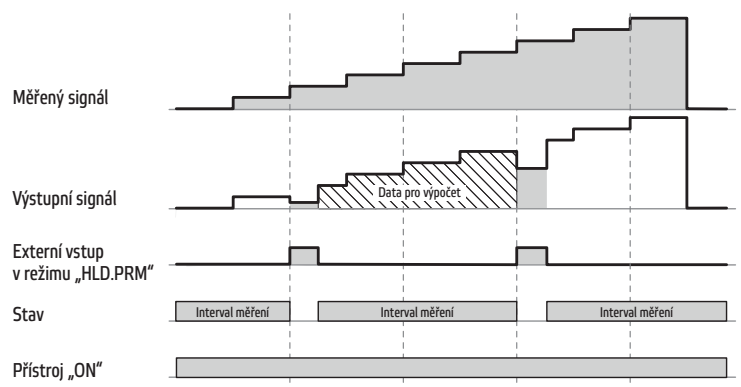 Měřený signál
Výstupní signál
Data pro výpočet
Externí vstup
v režimu „HLD.PRM“
Stav
Interval měření
Interval měření
Interval měření
Přístroj „ON“